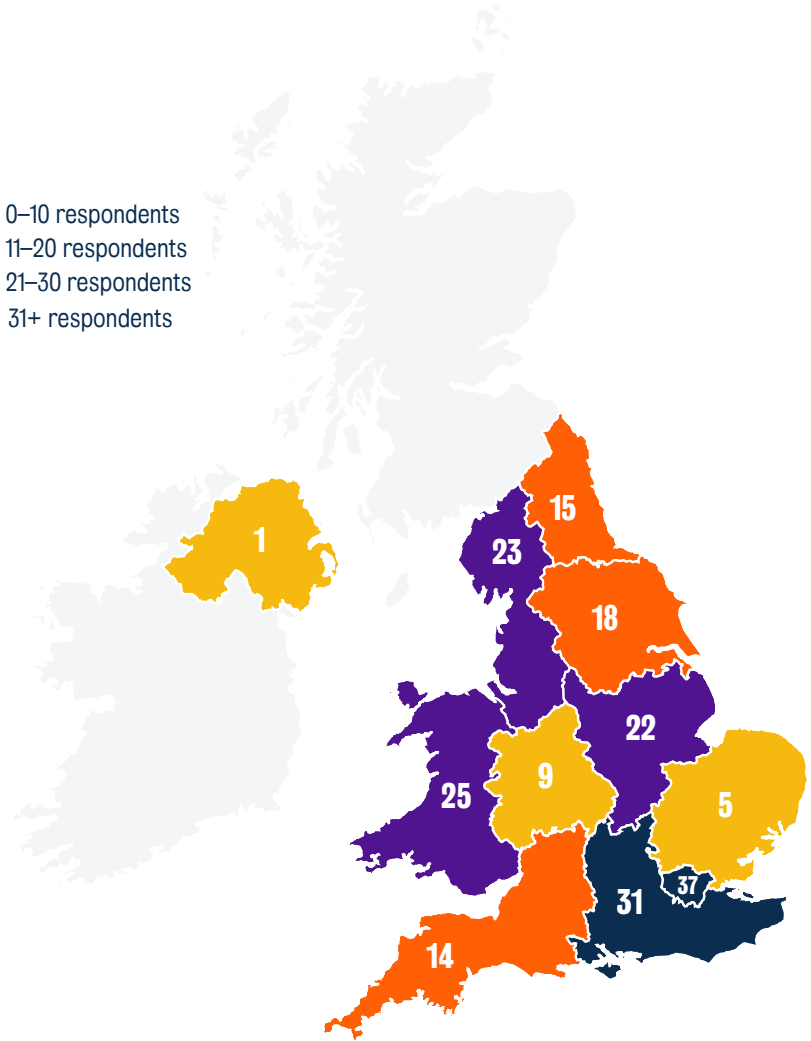 0–10 respondents
11–20 respondents
21–30 respondents
31+ respondents
15
1
23
18
22
9
5
25
37
31
14